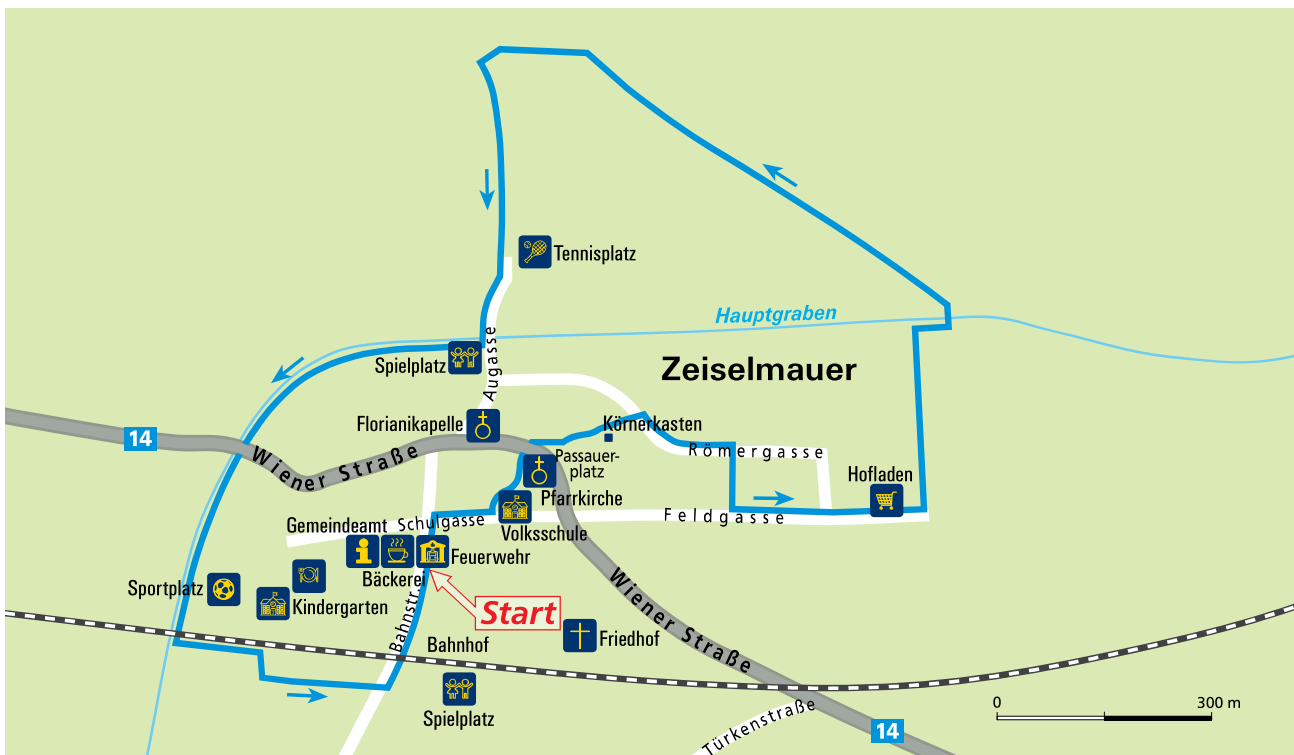 Tennisplatz
Hauptgraben
Spielplatz
Augasse
Zeiselmauer
Florianikapelle
Körnerkasten
14
Wiener Straße
Passauer-
platz
Römergasse
Pfarrkirche
Hofladen
Gemeindeamt
Schulgasse
Volksschule
Feldgasse
Bäckerei
Feuerwehr
Sportplatz
Kindergarten
Bahnstr.
Start
Wiener Straße
Bahnhof
Friedhof
Spielplatz
Türkenstraße
14
0 300 m